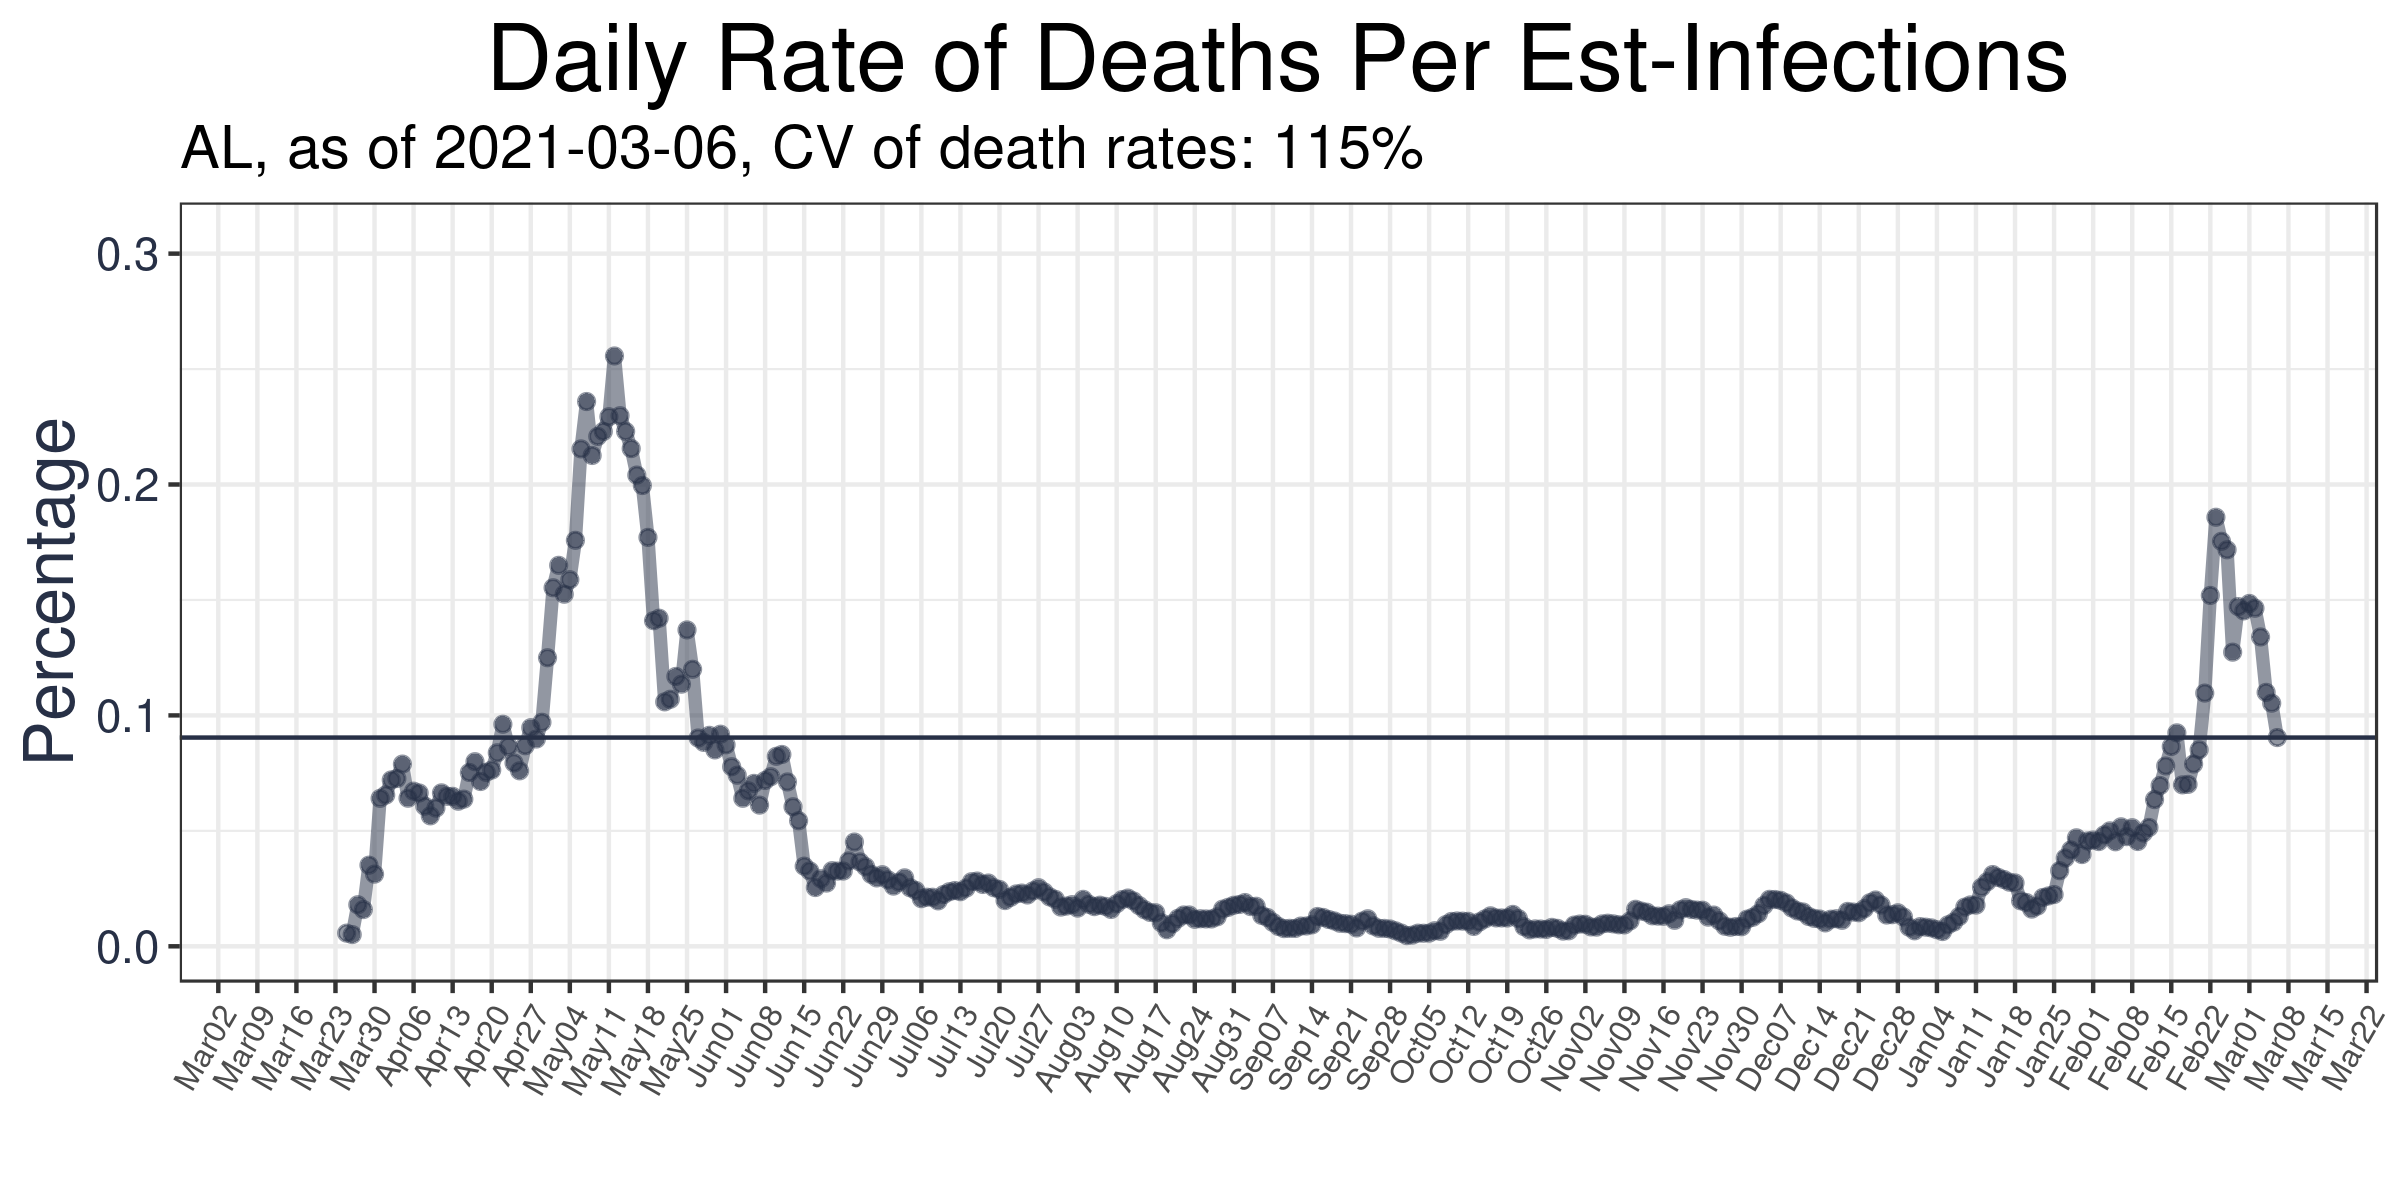 Daily Rate of Deaths Per Est-Infections
AL, as of 2021-03-06, CV of death rates: 115%
Percentage
0.3
0.2
0.1
0.0
Mar02
Mar09
Mar16
Mar23
Mar30
Apr06
Apr13
Apr20
Apr27
May04
May11
May18
May25
Jun01
Jun08
Jun15
Jun22
Jun29
Jul06
Jul13
Jul20
Jul27
Aug03
Aug10
Aug17
Aug24
Aug31
Sep07
Sep14
Sep21
Sep28
Oct05
Oct12
Oct19
Oct26
Nov02
Nov09
Nov16
Nov23
Nov30
Dec07
Dec14
Dec21
Dec28
Jan04
Jan11
Jan18
Jan25
Feb01
Feb08
Feb15
Feb22
Mar01
Mar08
Mar15
Mar22